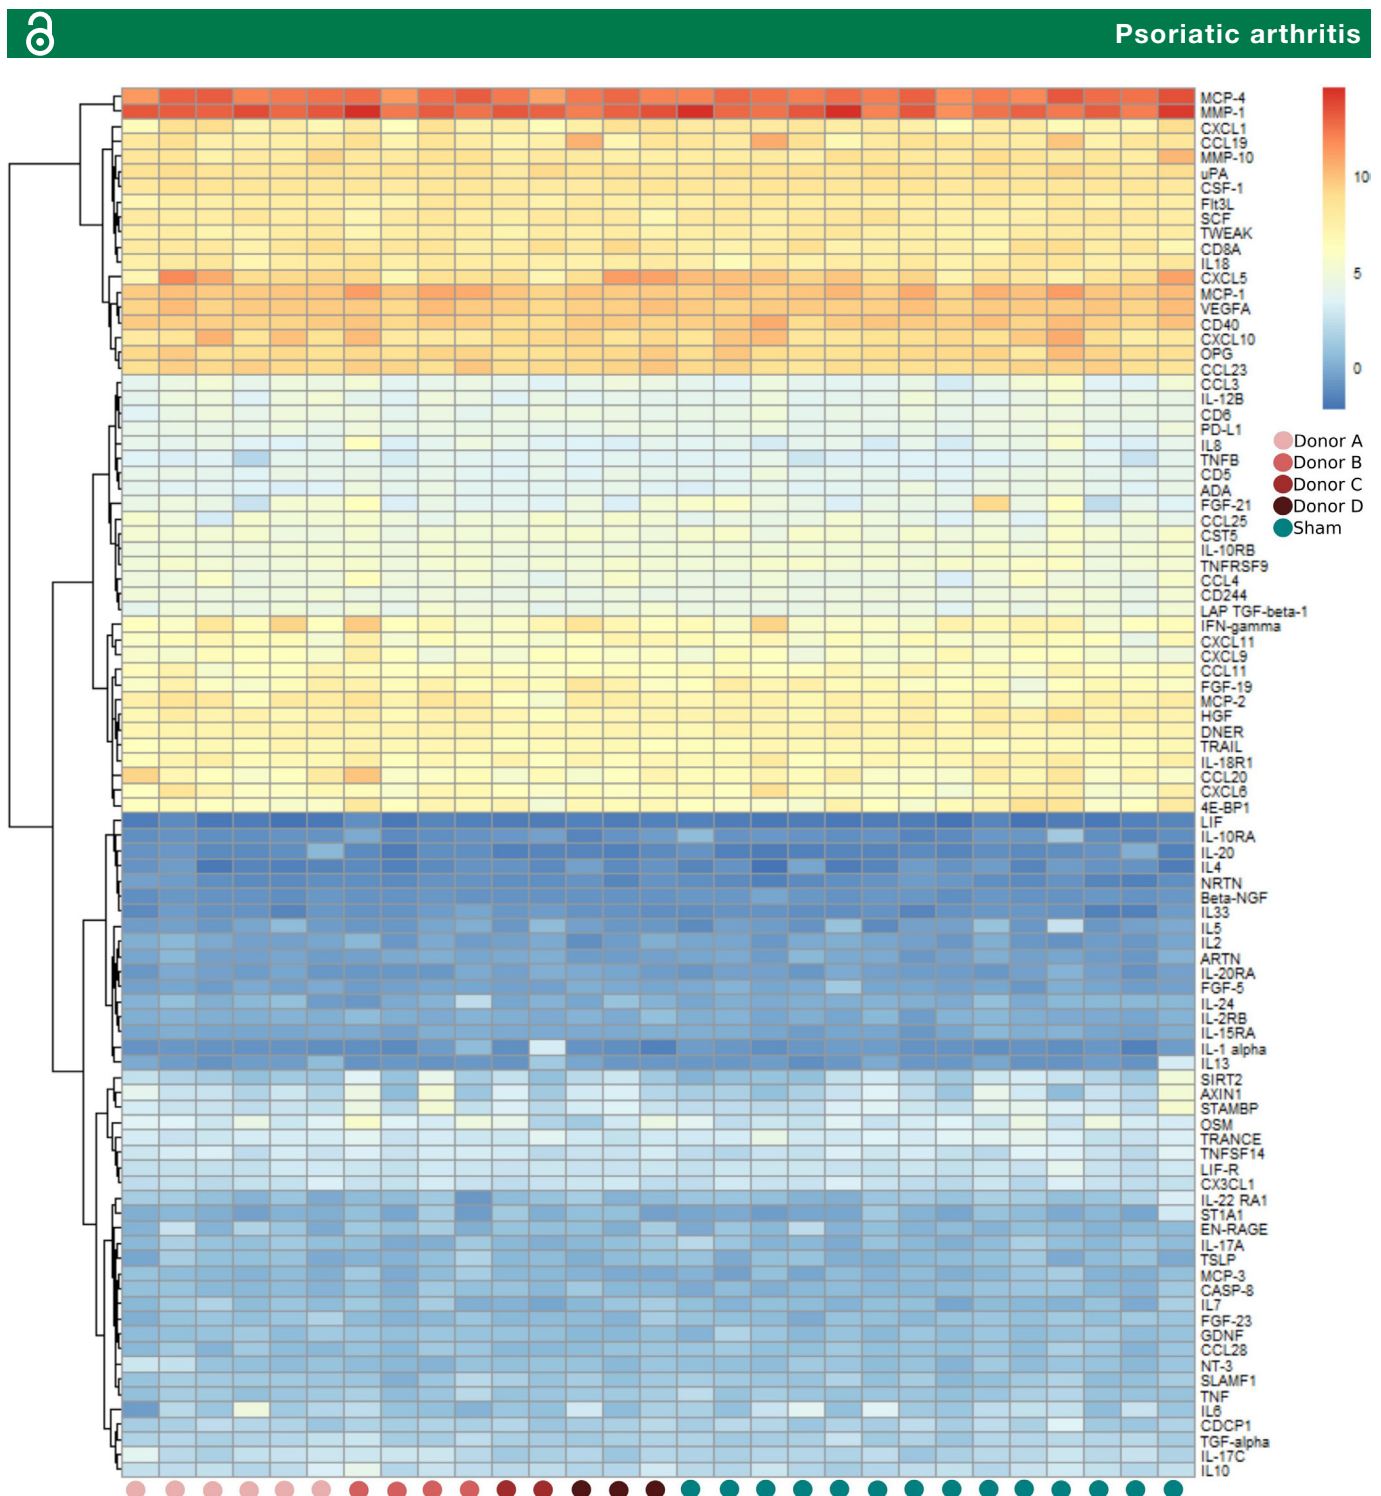 Psoriatic arthritis
MCP-4
MMP-1
CXCL1
CCL19
MMP-10
uPA
CSF-1
Flt3L
SCF
TWEAK
CD8A
IL18
CXCL5
MCP-1
VEGFA
CD40
CXCL10
OPG
CCL23
CCL3
IL-12B
CD6
PD-L1
IL8
TNFB
CD5
ADA
FGF-21
CCL25
CST5
IL-10RB
TNFRSF9
CCL4
CD244
LAP TGF-beta-1
IFN-gamma
CXCL11
CXCL9
CCL11
FGF-19
MCP-2
HGF
DNER
TRAIL
IL-18R1
CCL20
CXCL6
4E-BP1
LIF
IL-10RA
IL-20
IL4
NRTN
Beta-NGF
IL33
IL5
IL2
ARTN
IL-20RA
FGF-5
IL-24
IL-2RB
IL-15RA
IL-1 alpha
IL13
SIRT2
AXIN1
STAMBP
OSM
TRANCE
TNFSF14
LIF-R
CX3CL1
IL-22 RA1
ST1A1
EN-RAGE
IL-17A
TSLP
MCP-3
CASP-8
IL7
FGF-23
GDNF
CCL28
NT-3
SLAMF1
TNF
IL6
CDCP1
TGF-alpha
IL-17C
IL10
10
5
0
Donor A
Donor B
Donor C
Donor D
Sham